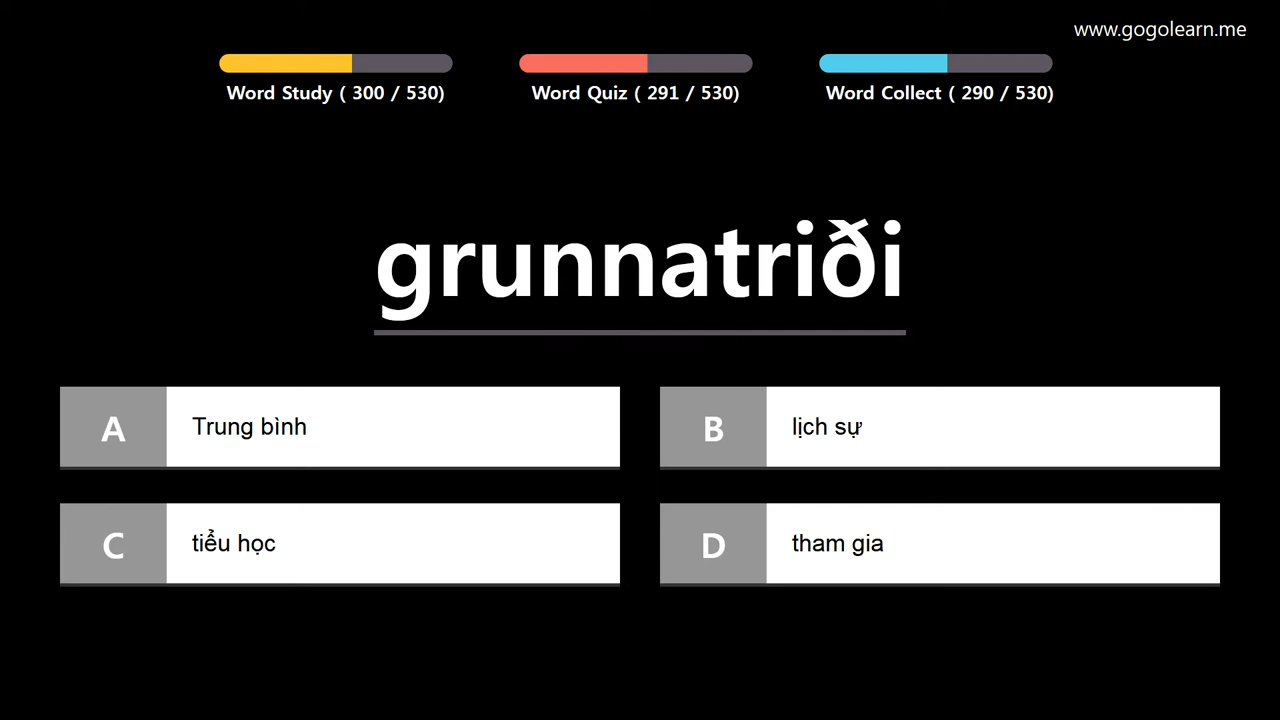 www.gogolearn.me
Word Study ( 300 / 530)
Word Quiz ( 291 / 530)
Word Collect ( 290 / 530)
grunnatriði
A Trung bình
B lịch sự
C tiểu học
D tham gia